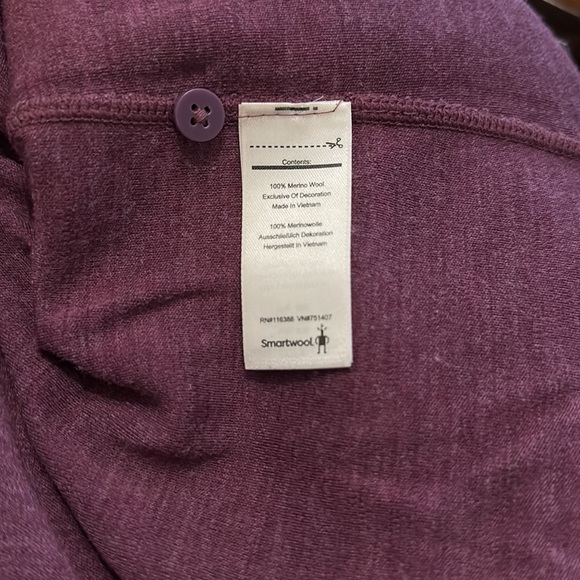 Contents:
100% Merino Wool
Exclusive Of Decoration
Made In Vietnam
100% Merinowolle
Ausschließlich Dekoration
Hergestellt In Vietnam
RN#116388 VN#751407
Smartwool